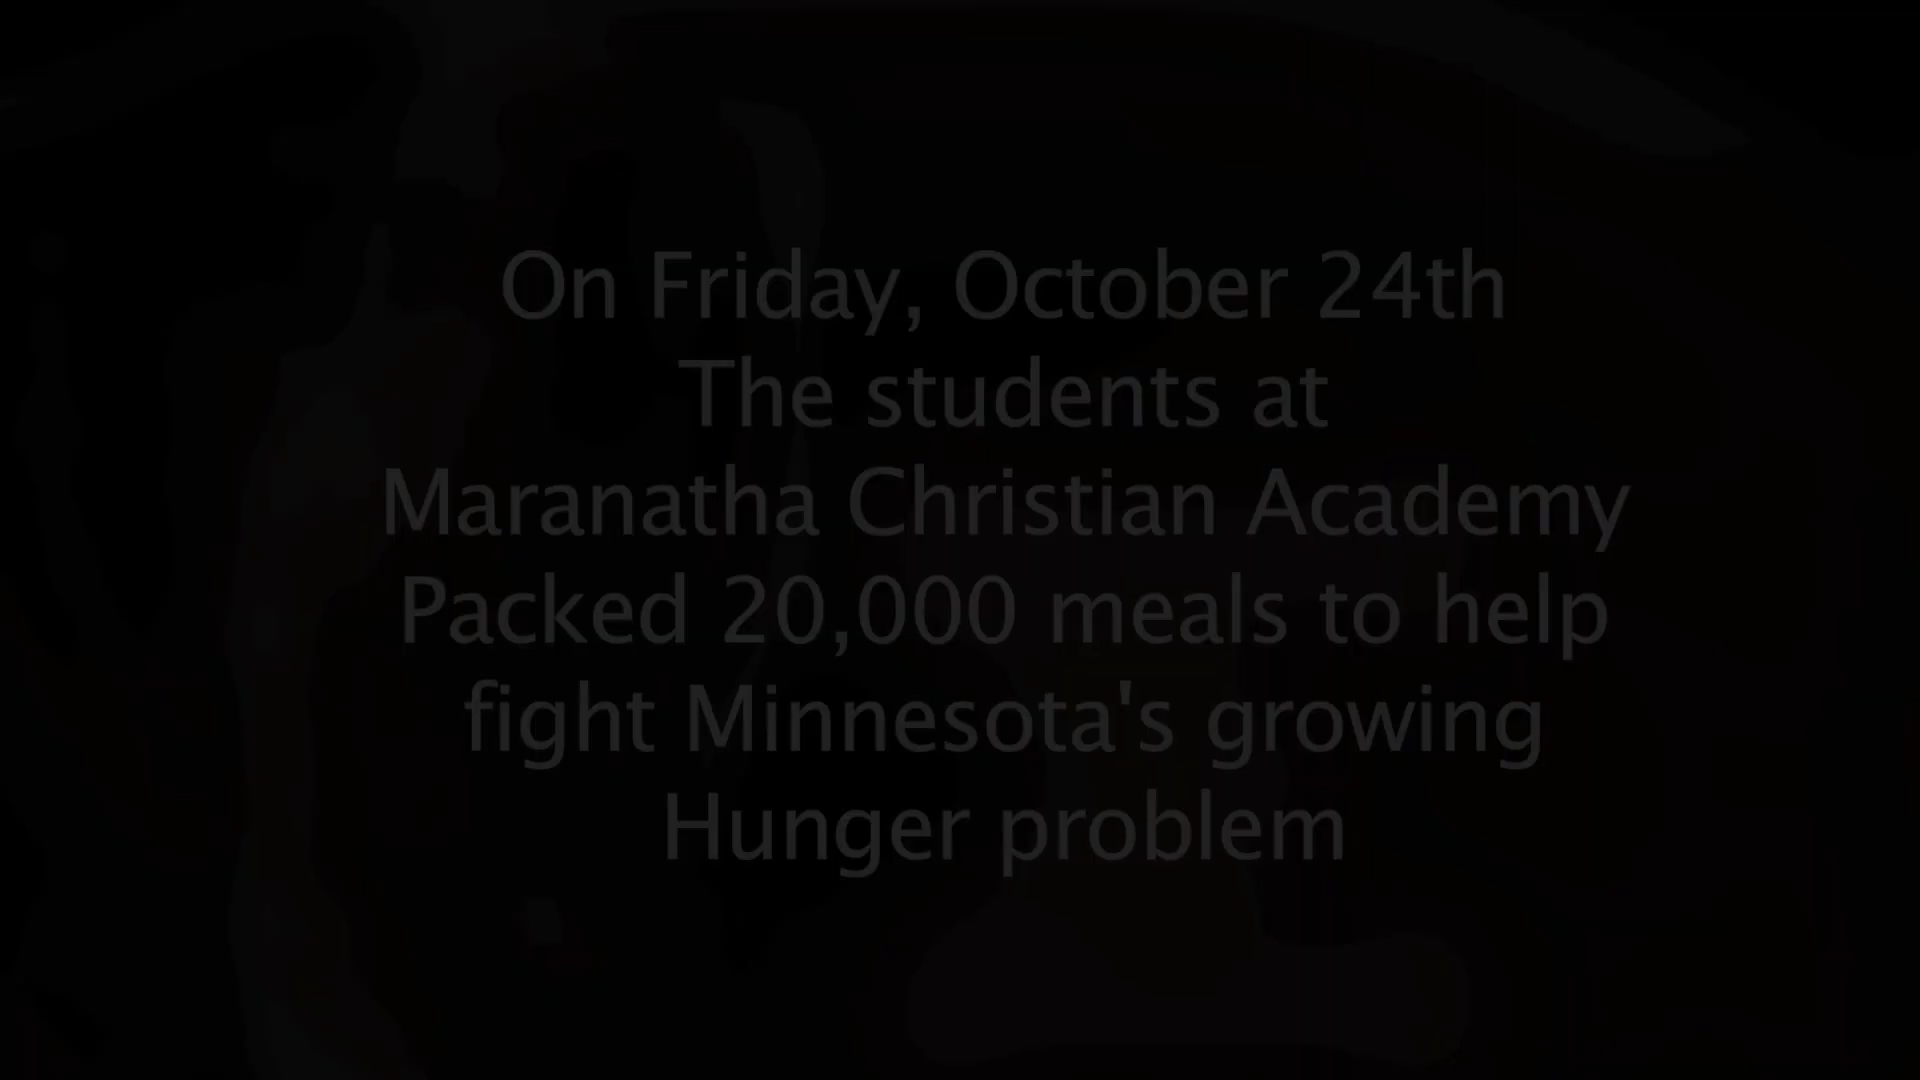 On Friday, October 24th
The students at
Maranatha Christian Academy
Packed 20,000 meals to help
fight Minnesota's growing
Hunger problem